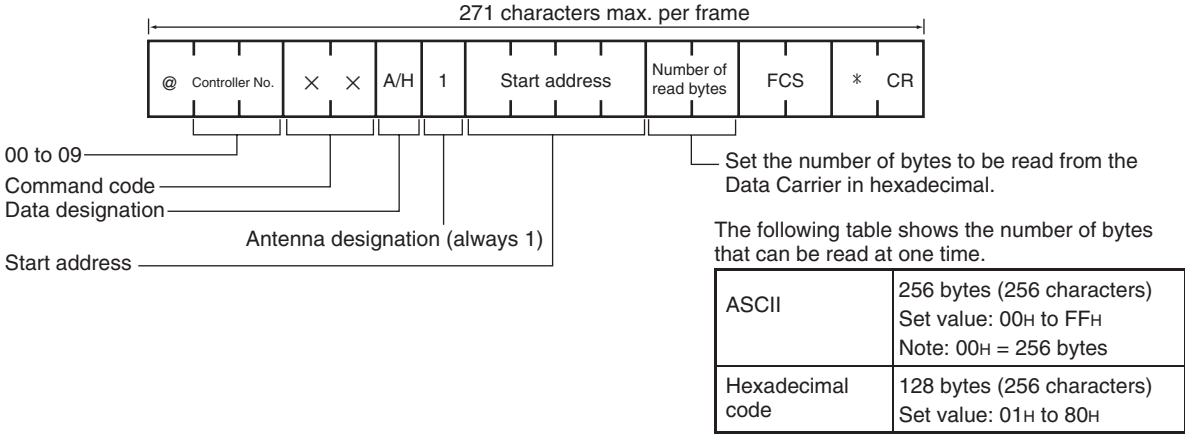 271 characters max. per frame
@ Controller No. × × A/H 1 Start address Number of read bytes FCS * CR
00 to 09
Command code
Data designation
Antenna designation (always 1)
Start address
Set the number of bytes to be read from the
Data Carrier in hexadecimal.
The following table shows the number of bytes
that can be read at one time.
ASCII
256 bytes (256 characters)
Set value: 00H to FFH
Note: 00H = 256 bytes
Hexadecimal
code
128 bytes (256 characters)
Set value: 01H to 80H